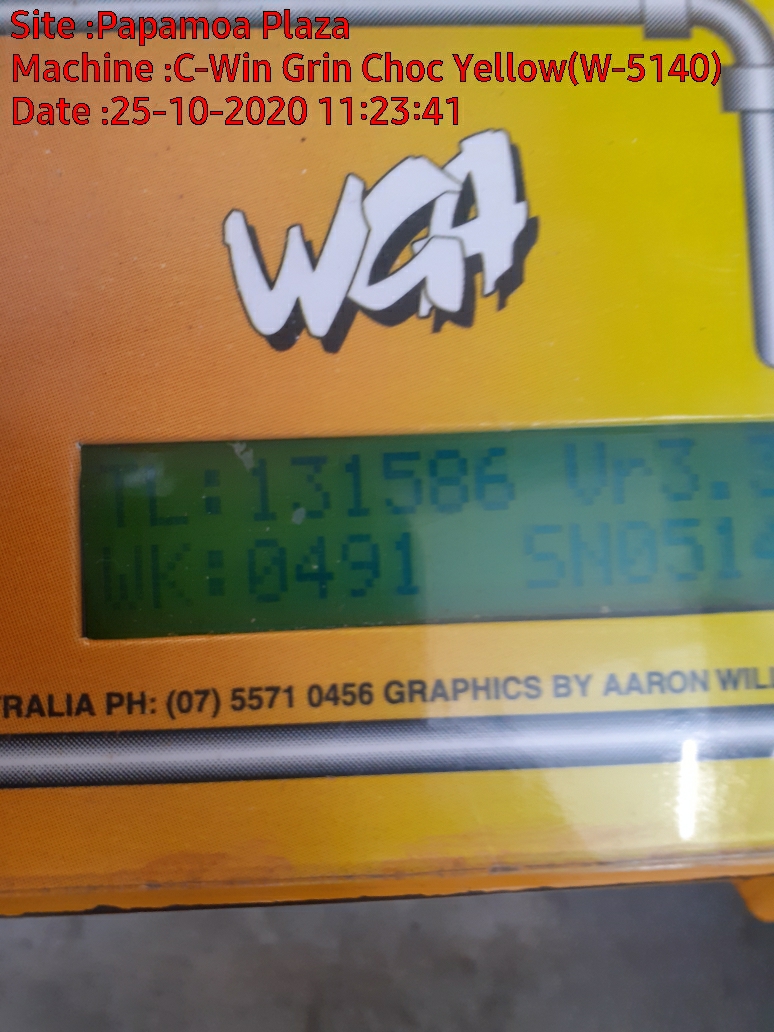 Site :Papamoa Plaza
Machine :C-Win Grin Choc Yellow(W-5140)
Date :25-10-2020 11:23:41
WGA
TL:131586 Vr3.3
WK:0491 SN0514
TRALIA PH: (07) 5571 0456 GRAPHICS BY AARON WILL